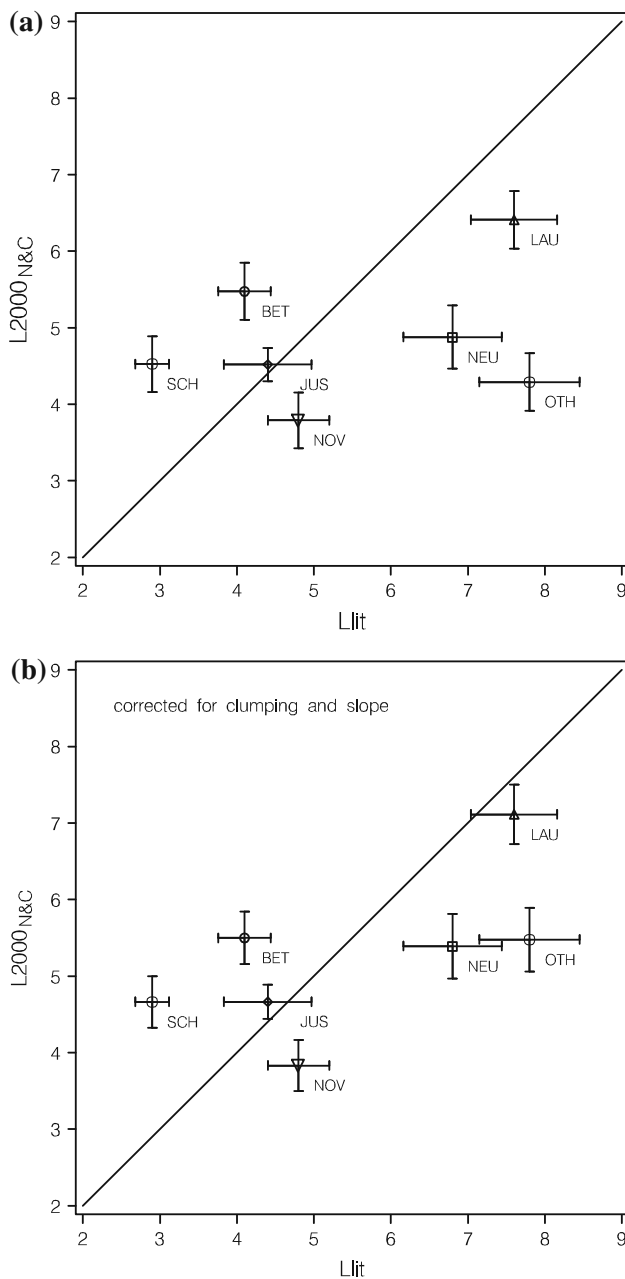 (a)
9
8
7
6
5
4
3
2
L2000N&C
LAU
BET
NEU
SCH
JUS
OTH
NOV
2 3 4 5 6 7 8 9
Llit
(b)
9
8
7
6
5
4
3
2
L2000N&C
corrected for clumping and slope
LAU
BET
NEU
OTH
SCH
JUS
NOV
2 3 4 5 6 7 8 9
Llit